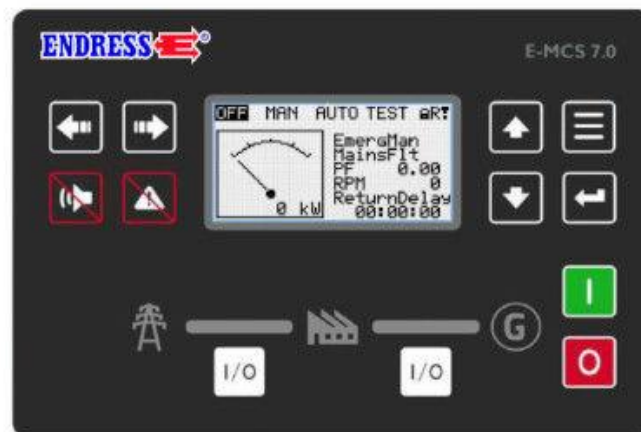 ENDRESS
E-MCS 7.0
OFF MAN AUTO TEST R
EmergMan
MainsFlt
PF 0.00
RPM 0
ReturnDelay
00:00:00
0 kW
I
G
I/O I/O
O